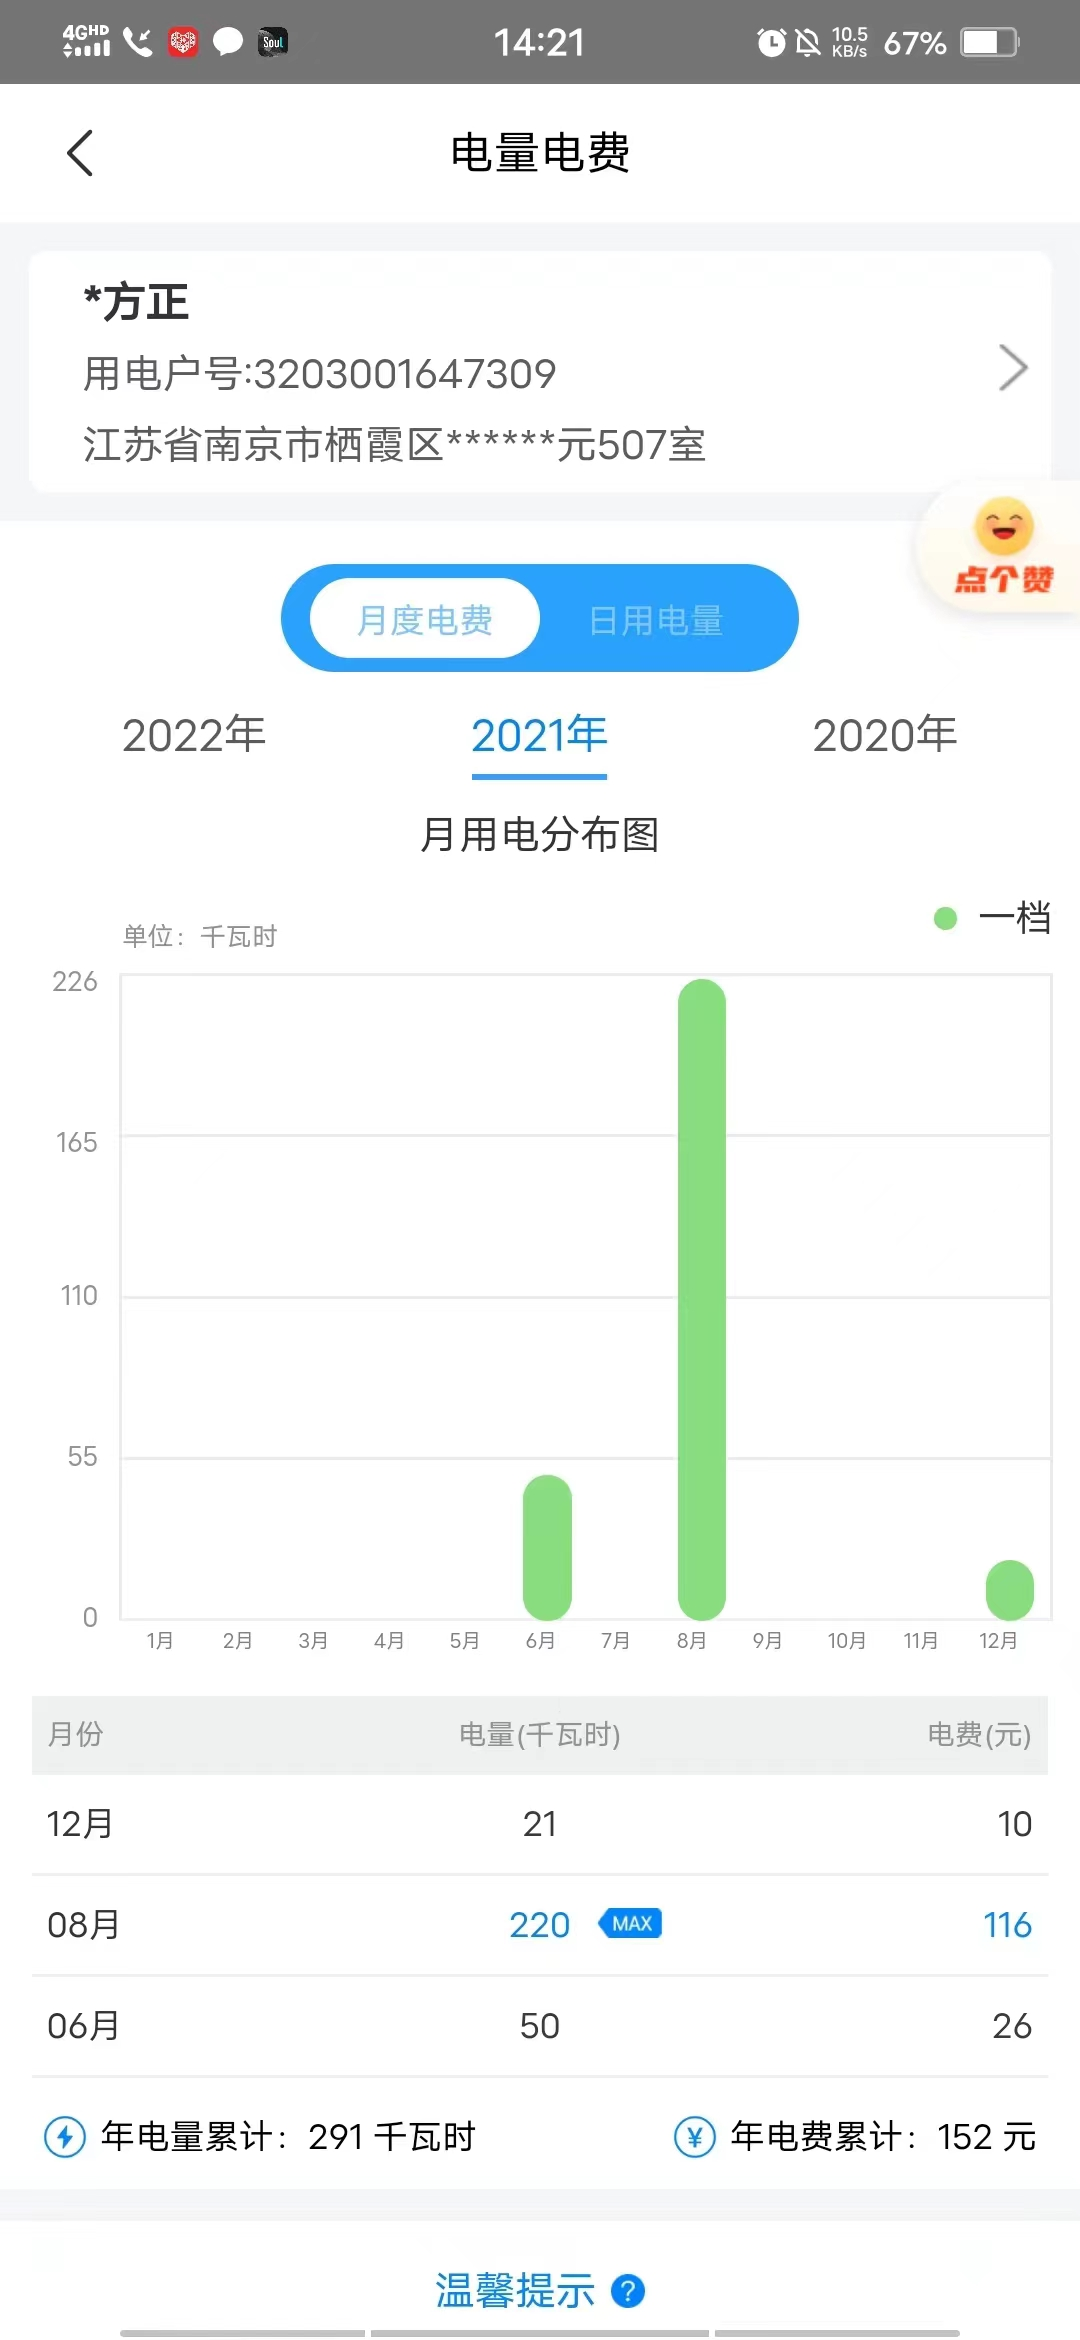 4GHD Soul 14:21 10.5 KB/s 67%
电量电费
*方正
用电户号:3203001647309
江苏省南京市栖霞区******元507室
点个赞
月度电费 日用电量
2022年 2021年 2020年
月用电分布图
一档
单位：千瓦时
226
165
110
55
0
1月 2月 3月 4月 5月 6月 7月 8月 9月 10月 11月 12月
月份 电量(千瓦时) 电费(元)
12月 21 10
08月 220 MAX 116
06月 50 26
年电量累计：291 千瓦时 ¥ 年电费累计：152 元
温馨提示 ?